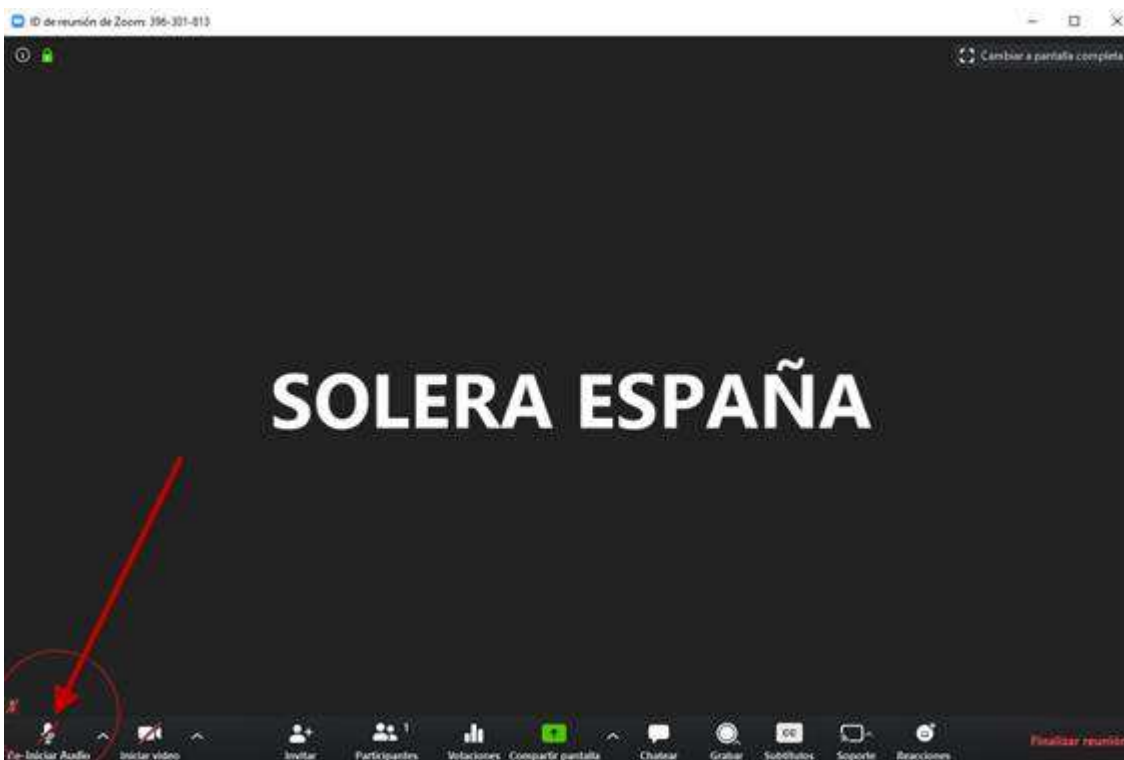 ID de reunión de Zoom: 396-301-813
Cambiar a pantalla completa
SOLERA ESPAÑA
Re-Iniciar Audio
Iniciar video
Invitar
Participantes 1
Votaciones
Compartir pantalla
Chatear
Grabar
Subtítulos
Soporte
Reacciones
Finalizar reunión